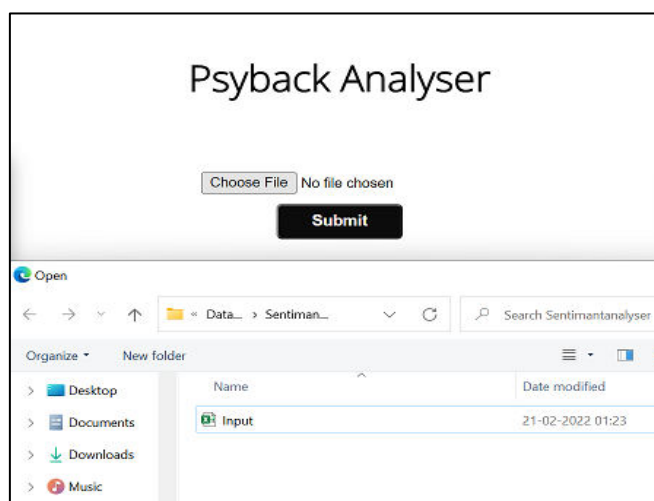 Psyback Analyser
Choose File No file chosen
Submit
Open
« Data... > Sentiman... Search Sentimantanalyser
Organize New folder
Name Date modified
Desktop
Input 21-02-2022 01:23
Documents
Downloads
Music